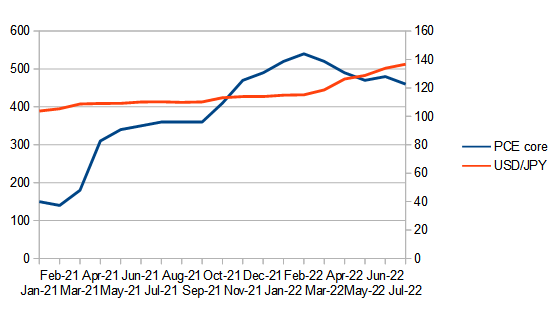 600 160
500 140
400 120
300 100
200 80
100 60
0 40
20
0
PCE core
USD/JPY
Feb-21 Apr-21 Jun-21 Aug-21 Oct-21 Dec-21 Feb-22 Apr-22 Jun-22
Jan-21 Mar-21 May-21 Jul-21 Sep-21 Nov-21 Jan-22 Mar-22 May-22 Jul-22